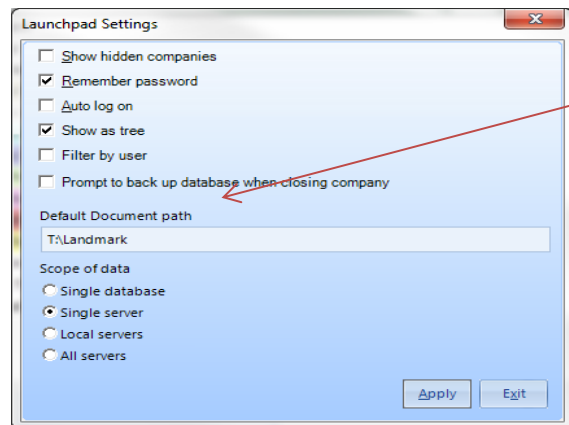 Launchpad Settings
Show hidden companies
Remember password
Auto log on
Show as tree
Filter by user
Prompt to back up database when closing company
Default Document path
T:\Landmark
Scope of data
Single database
Single server
Local servers
All servers
Apply Exit